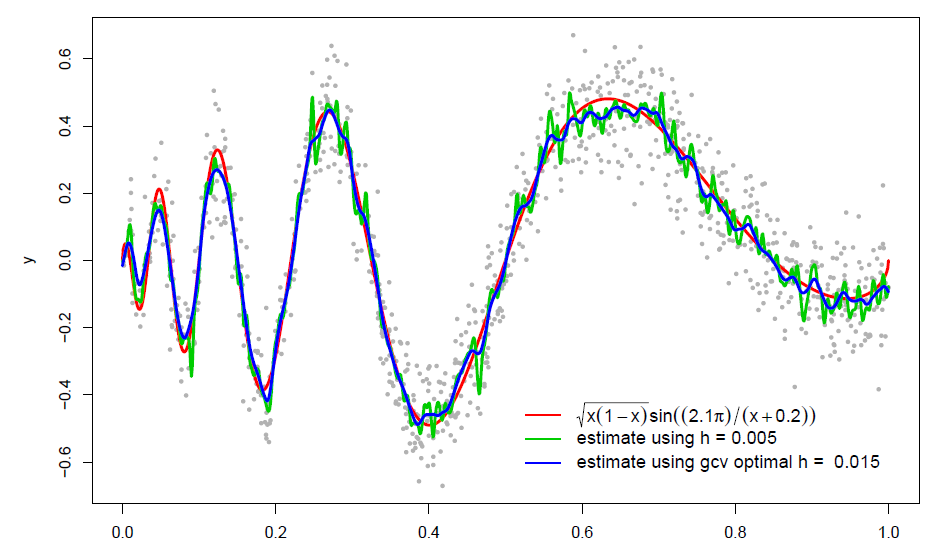 0.6
0.4
0.2
0.0
−0.2
−0.4
−0.6
y
√x(1−x)sin((2.1π)/(x+0.2))
estimate using h = 0.005
estimate using gcv optimal h = 0.015
0.0 0.2 0.4 0.6 0.8 1.0